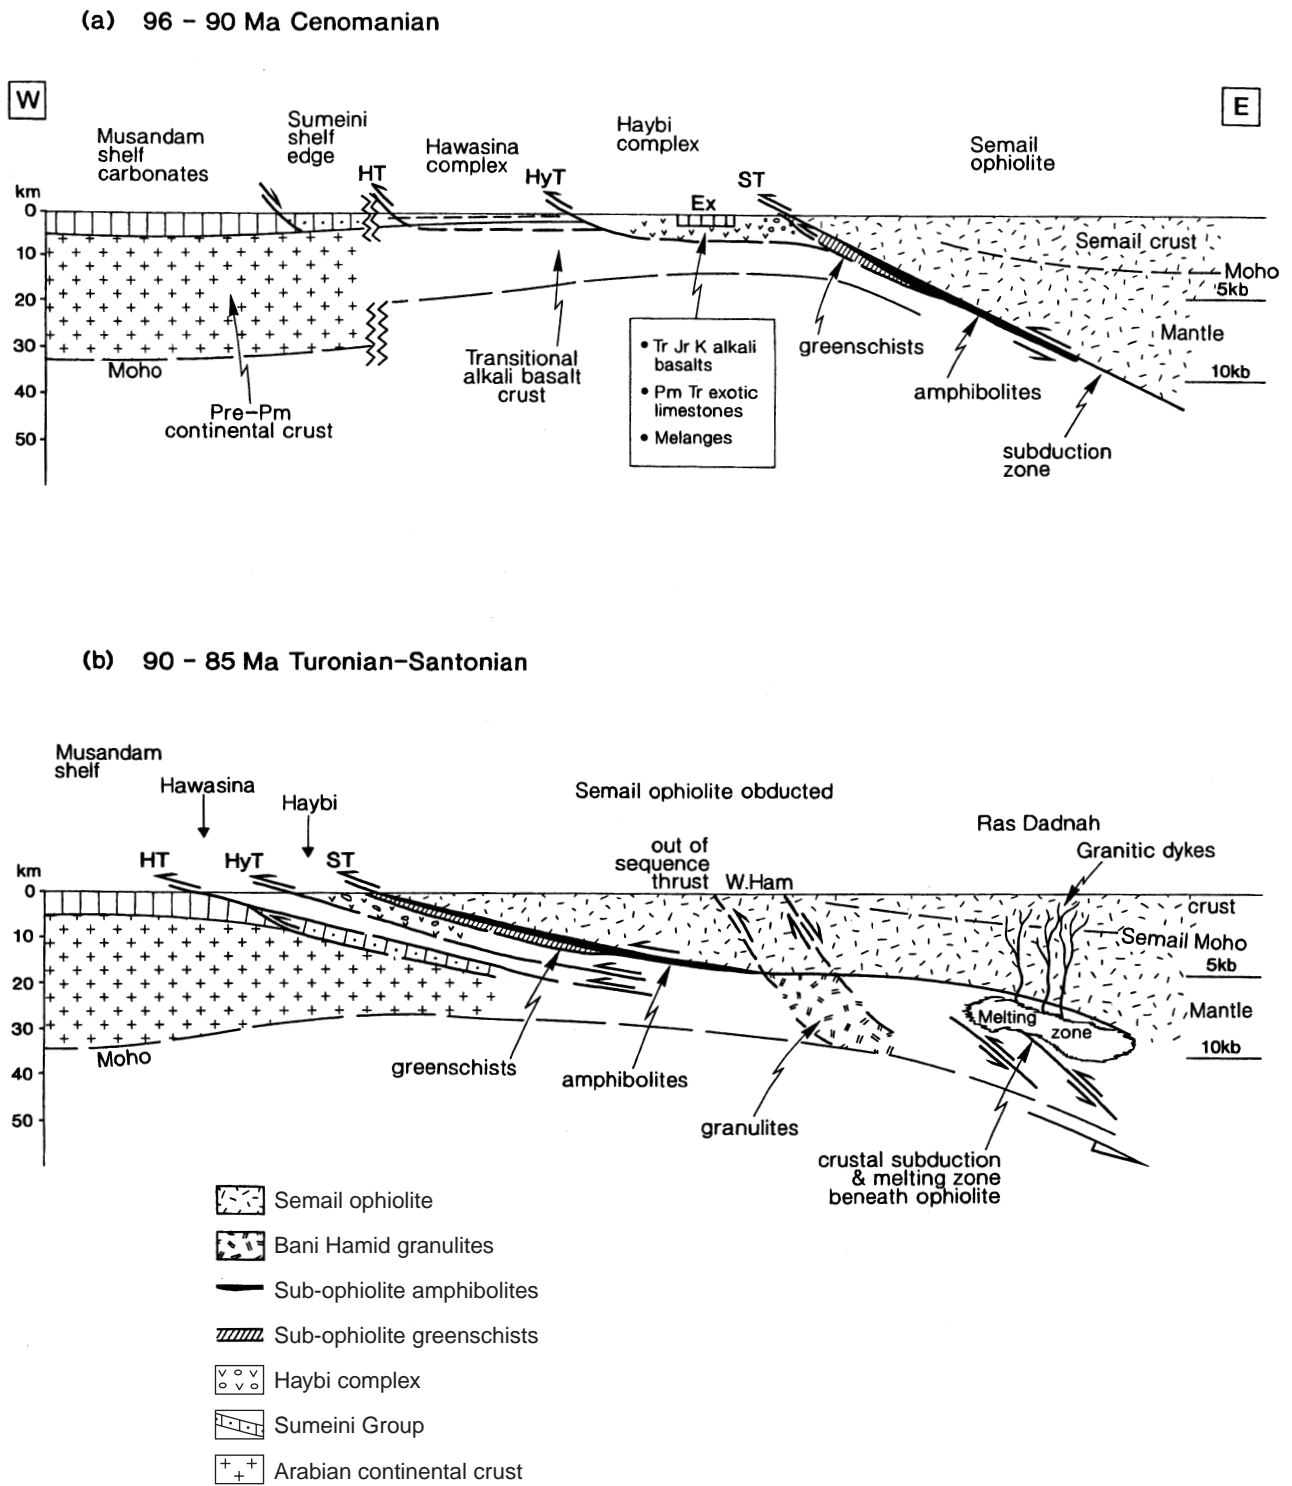 (a) 96 – 90 Ma Cenomanian
W
E
Musandam
shelf
carbonates
Sumeini
shelf
edge
HT
Hawasina
complex
HyT
Haybi
complex
ST
Semail
ophiolite
km
0
10
20
30
40
50
Ex
Semail crust
Moho
5kb
Mantle
10kb
Moho
Pre–Pm
continental crust
Transitional
alkali basalt
crust
• Tr Jr K alkali
basalts
• Pm Tr exotic
limestones
• Melanges
greenschists
amphibolites
subduction
zone
(b) 90 – 85 Ma Turonian–Santonian
Musandam
shelf
Hawasina
Haybi
Semail ophiolite obducted
Ras Dadnah
Granitic dykes
HT
HyT
ST
out of
sequence
thrust
W.Ham
km
0
10
20
30
40
50
crust
Semail Moho
5kb
Mantle
10kb
Melting
zone
Moho
greenschists
amphibolites
granulites
crustal subduction
& melting zone
beneath ophiolite
Semail ophiolite
Bani Hamid granulites
Sub-ophiolite amphibolites
Sub-ophiolite greenschists
Haybi complex
Sumeini Group
Arabian continental crust